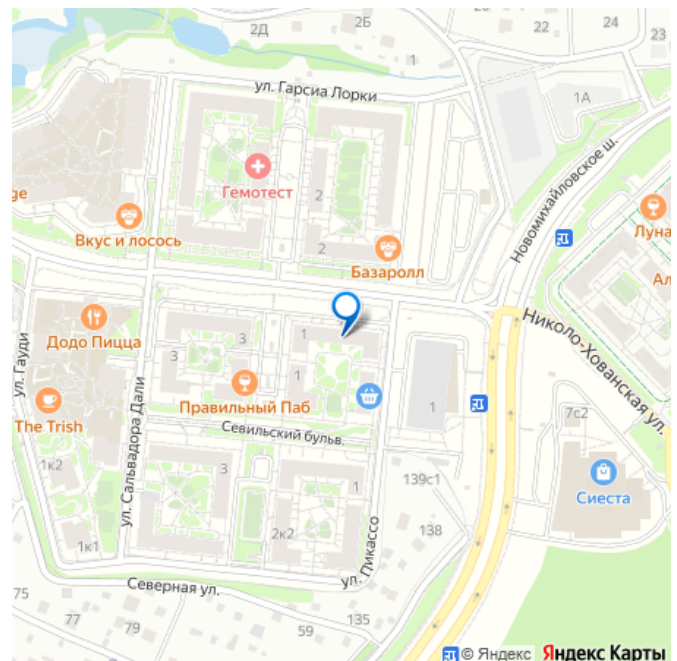 2Д
2Б
20
22
24
23
1
1А
ул. Гарсиа Лорки
Новомихайловское ш.
ge
Гемотест
2
Луна
Вкус и лосось
2
Базаролл
Ал
Николо-Хованская ул.
Додо Пицца
3
1
ул. Гауди
3
1
Правильный Паб
The Trish
ул. Сальвадора Дали
Севильский бульв.
1
7с2
1к2
3
1
139с1
Сиеста
138
ул. Пикассо
1к1
2к2
Северная ул.
75
77
79
59
135
© Яндекс Яндекс Карты